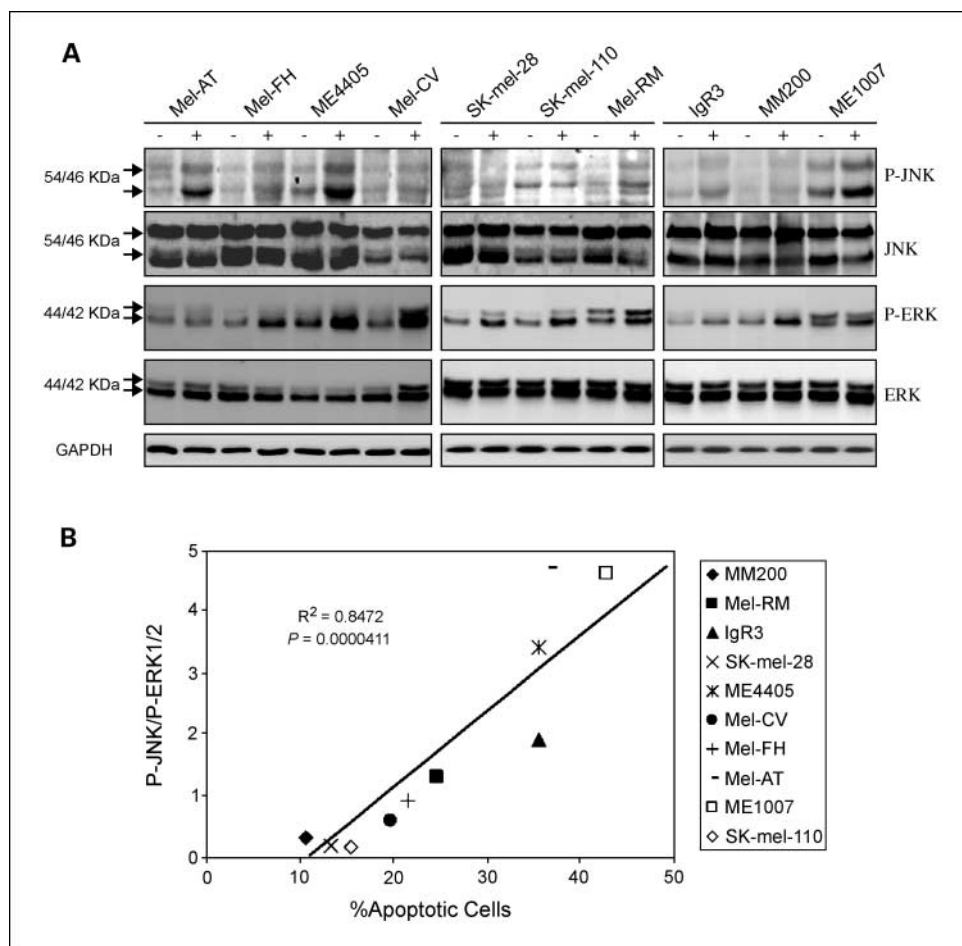 A
Mel-AT Mel-FH ME4405 Mel-CV SK-mel-28 SK-mel-110 Mel-RM IgR3 MM200 ME1007
- + - + - + - + - + - + - + - + - + - +
54/46 KDa P-JNK
54/46 KDa JNK
44/42 KDa P-ERK
44/42 KDa ERK
GAPDH
B
P-JNK/P-ERK1/2
5
4
3
2
1
0
R² = 0.8472
P = 0.0000411
0 10 20 30 40 50
%Apoptotic Cells
MM200
Mel-RM
IgR3
SK-mel-28
ME4405
Mel-CV
Mel-FH
Mel-AT
ME1007
SK-mel-110